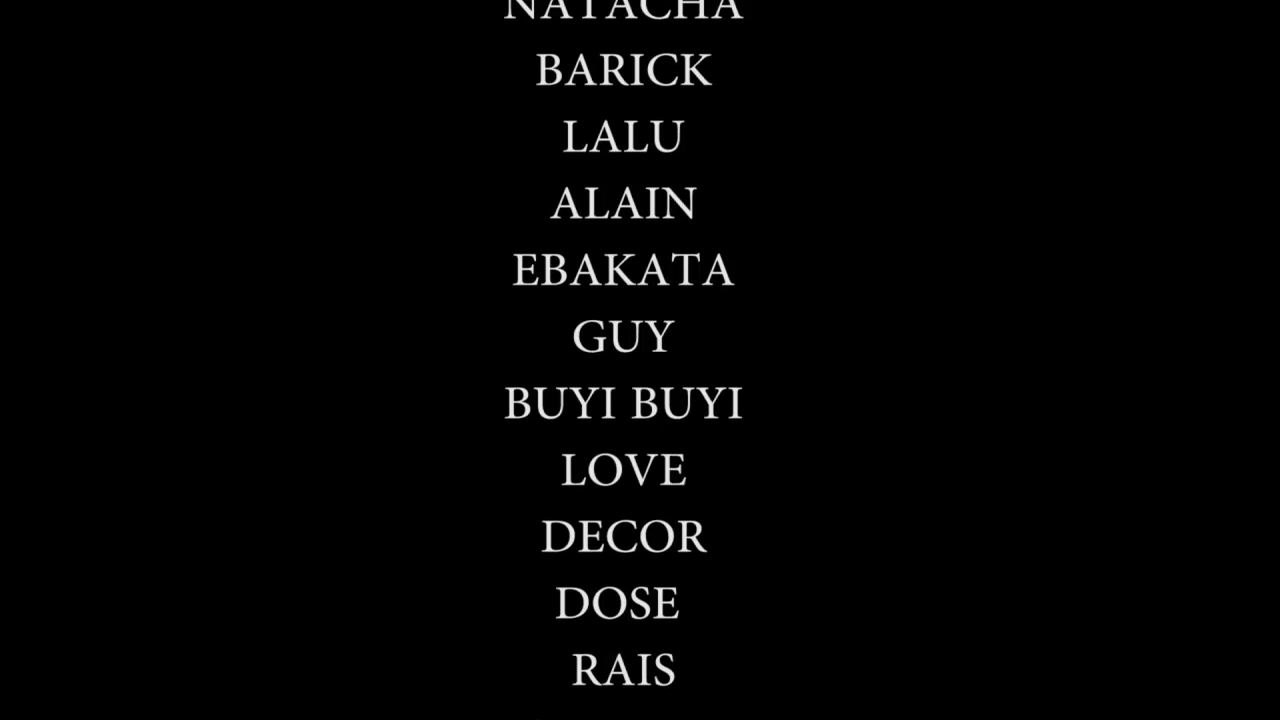 NATACHA
BARICK
LALU
ALAIN
EBAKATA
GUY
BUYI BUYI
LOVE
DECOR
DOSE
RAIS